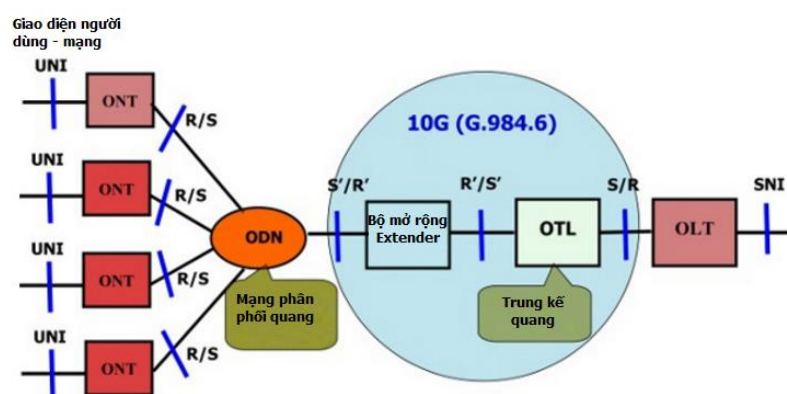 Giao diện người
dùng - mạng
UNI
ONT
R/S
10G (G.984.6)
UNI
ONT
R/S
S'/R'
R'/S'
S/R
SNI
ODN
Bộ mở rộng
Extender
OTL
OLT
UNI
ONT
R/S
Mạng phân
phối quang
Trung kế
quang
UNI
ONT
R/S